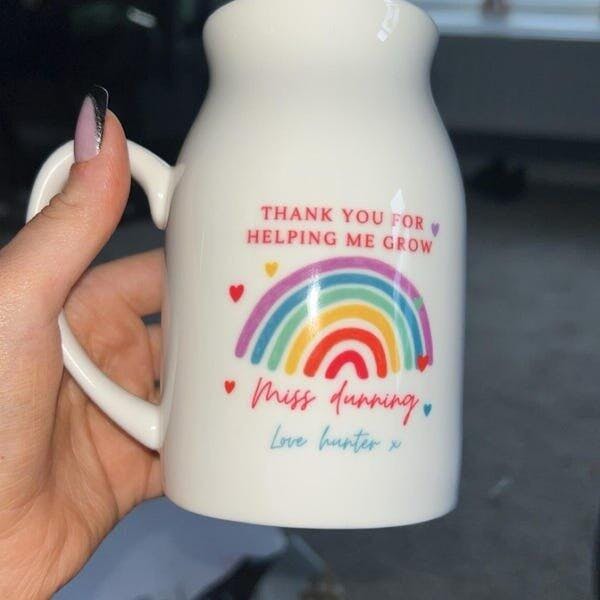 THANK YOU FOR
HELPING ME GROW
Miss dunning
Love hunter x